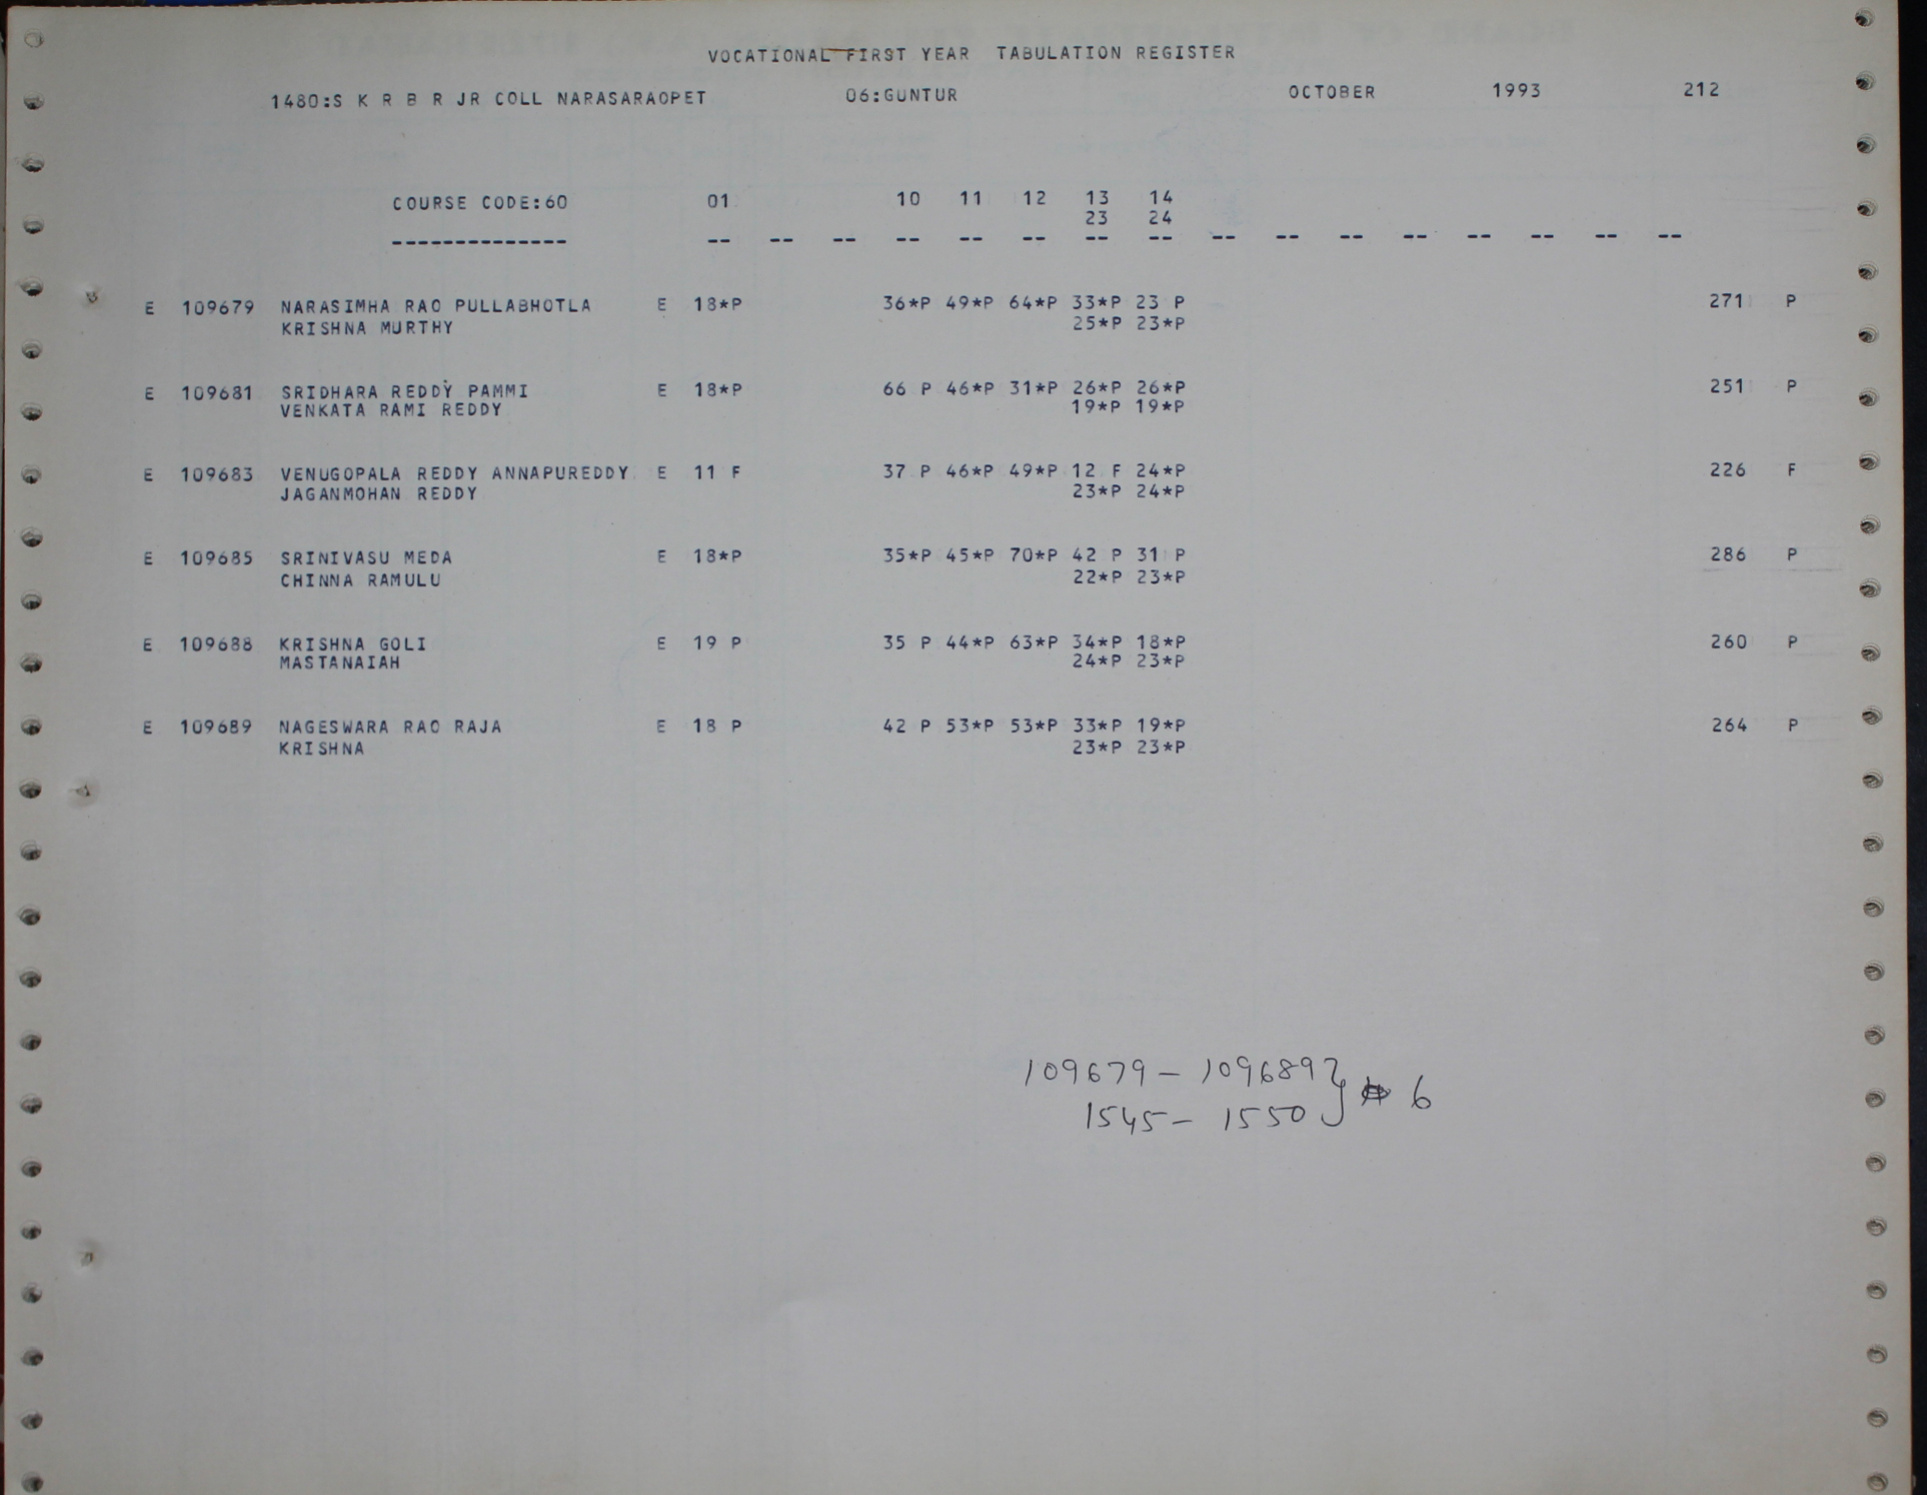 VOCATIONAL FIRST YEAR TABULATION REGISTER
1480:S K R B R JR COLL NARASARAOPET 06:GUNTUR OCTOBER 1993 212
COURSE CODE:60 01 10 11 12 13 14
23 24
-------------- -- -- -- -- -- -- -- -- -- -- -- -- -- -- -- --
E 109679 NARASIMHA RAO PULLABHOTLA E 18*P 36*P 49*P 64*P 33*P 23 P 271 P
KRISHNA MURTHY 25*P 23*P
E 109681 SRIDHARA REDDY PAMMI E 18*P 66 P 46*P 31*P 26*P 26*P 251 P
VENKATA RAMI REDDY 19*P 19*P
E 109683 VENUGOPALA REDDY ANNAPUREDDY E 11 F 37 P 46*P 49*P 12 F 24*P 226 F
JAGANMOHAN REDDY 23*P 24*P
E 109685 SRINIVASU MEDA E 18*P 35*P 45*P 70*P 42 P 31 P 286 P
CHINNA RAMULU 22*P 23*P
E 109688 KRISHNA GOLI E 19 P 35 P 44*P 63*P 34*P 18*P 260 P
MASTANAIAH 24*P 23*P
E 109689 NAGESWARA RAO RAJA E 18 P 42 P 53*P 53*P 33*P 19*P 264 P
KRISHNA 23*P 23*P
109679 - 109689 } 6
1545 - 1550